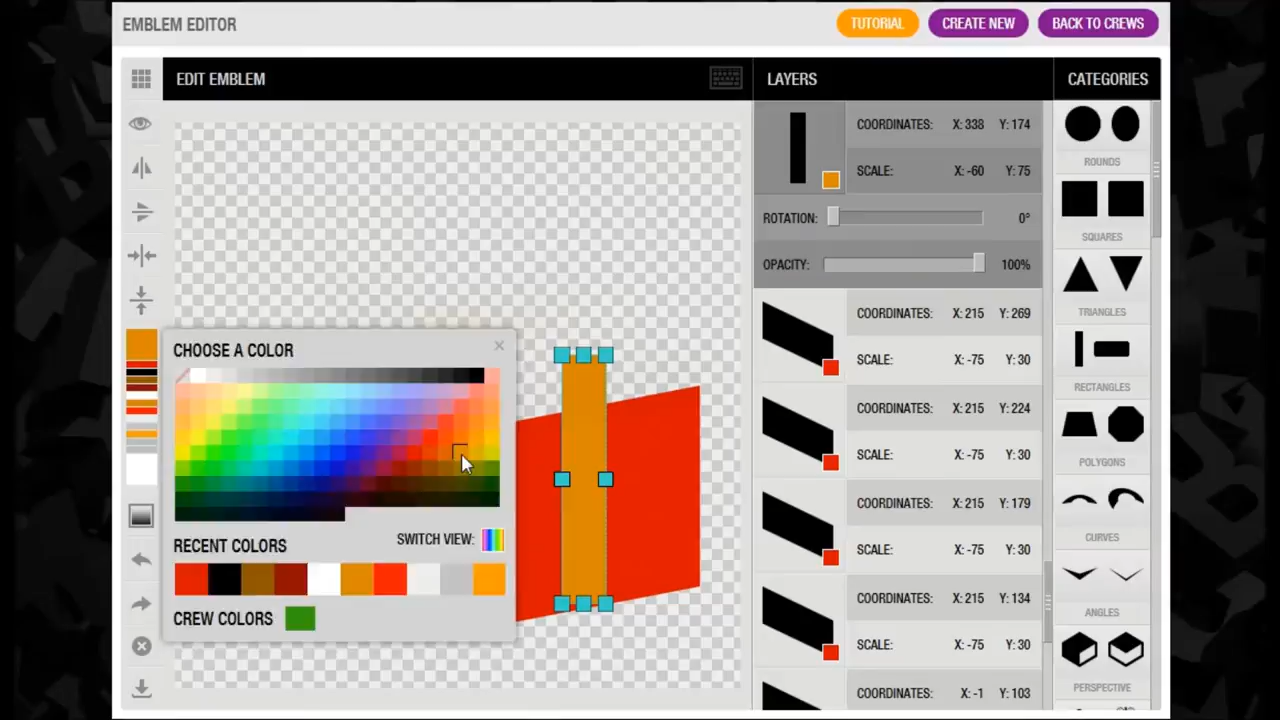 EMBLEM EDITOR
TUTORIAL
CREATE NEW
BACK TO CREWS
EDIT EMBLEM
LAYERS
CATEGORIES
COORDINATES: X: 338 Y: 174
SCALE: X: -60 Y: 75
ROTATION: 0°
OPACITY: 100%
COORDINATES: X: 215 Y: 269
SCALE: X: -75 Y: 30
COORDINATES: X: 215 Y: 224
SCALE: X: -75 Y: 30
COORDINATES: X: 215 Y: 179
SCALE: X: -75 Y: 30
COORDINATES: X: 215 Y: 134
SCALE: X: -75 Y: 30
COORDINATES: X: -1 Y: 103
ROUNDS
SQUARES
TRIANGLES
RECTANGLES
POLYGONS
CURVES
ANGLES
PERSPECTIVE
CHOOSE A COLOR
SWITCH VIEW:
RECENT COLORS
CREW COLORS